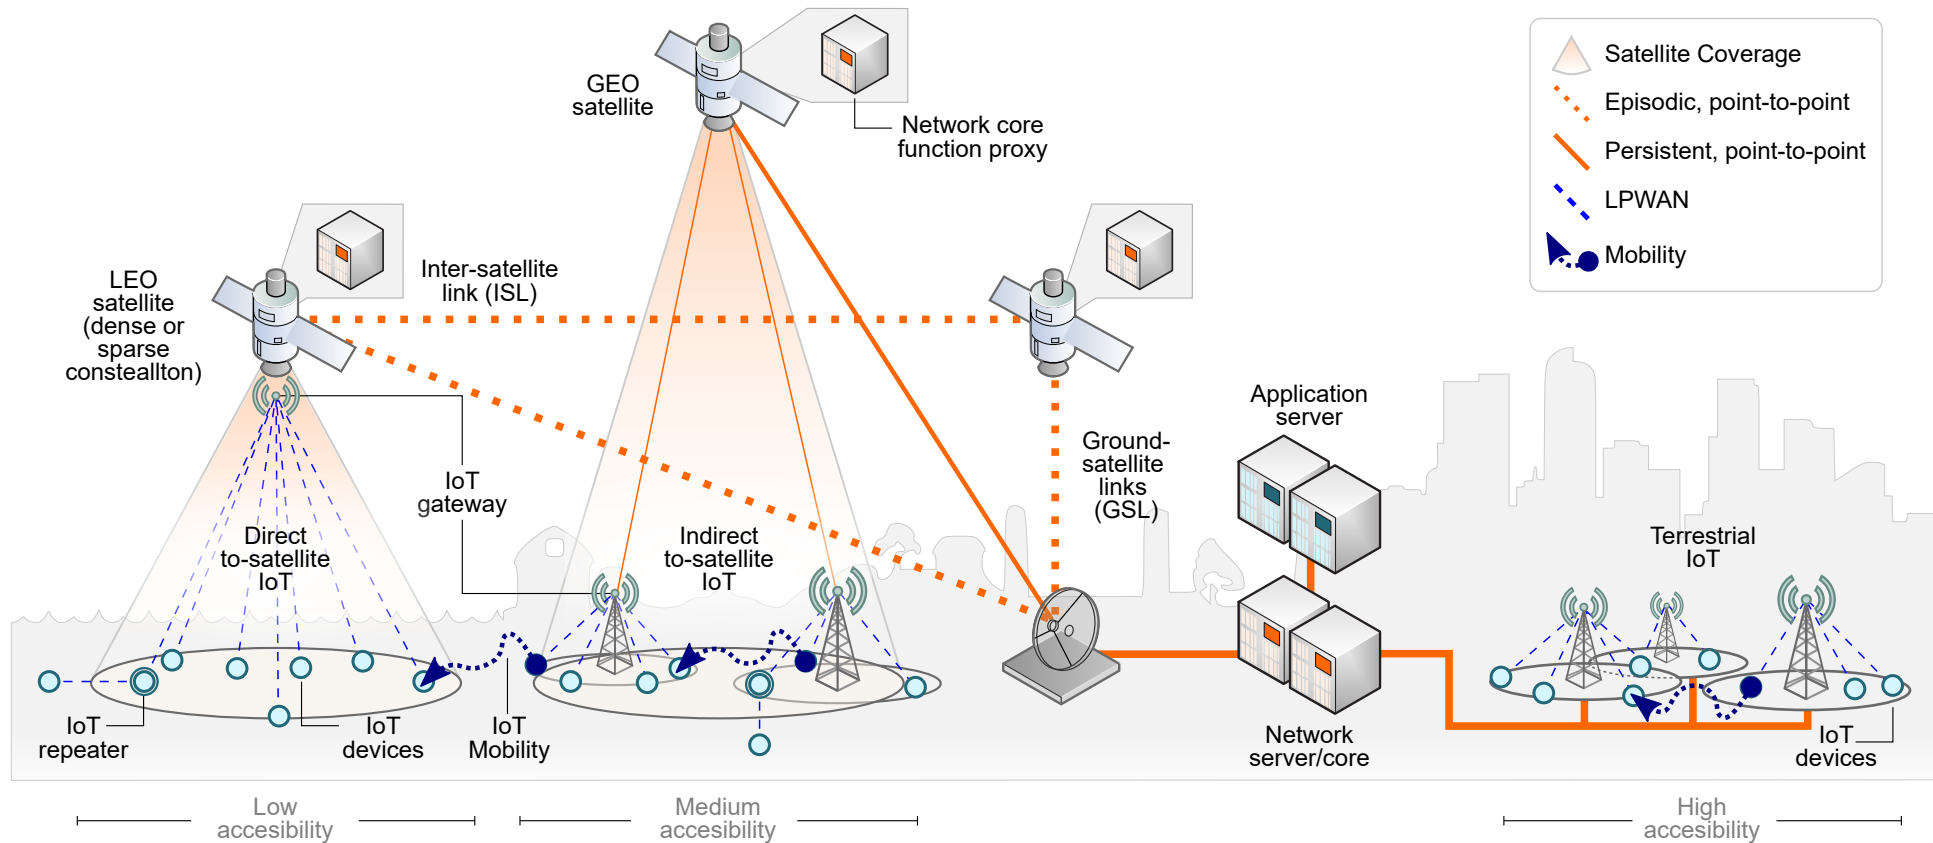 GEO
satellite
Network core
function proxy
Satellite Coverage
Episodic, point-to-point
Persistent, point-to-point
LPWAN
Mobility
LEO
satellite
(dense or
sparse
consteallton)
Inter-satellite
link (ISL)
IoT
gateway
Ground-
satellite
links
(GSL)
Application
server
Direct
to-satellite
IoT
Indirect
to-satellite
IoT
Terrestrial
IoT
IoT
repeater
IoT
devices
IoT
Mobility
Network
server/core
IoT
devices
Low
accesibility
Medium
accesibility
High
accesibility